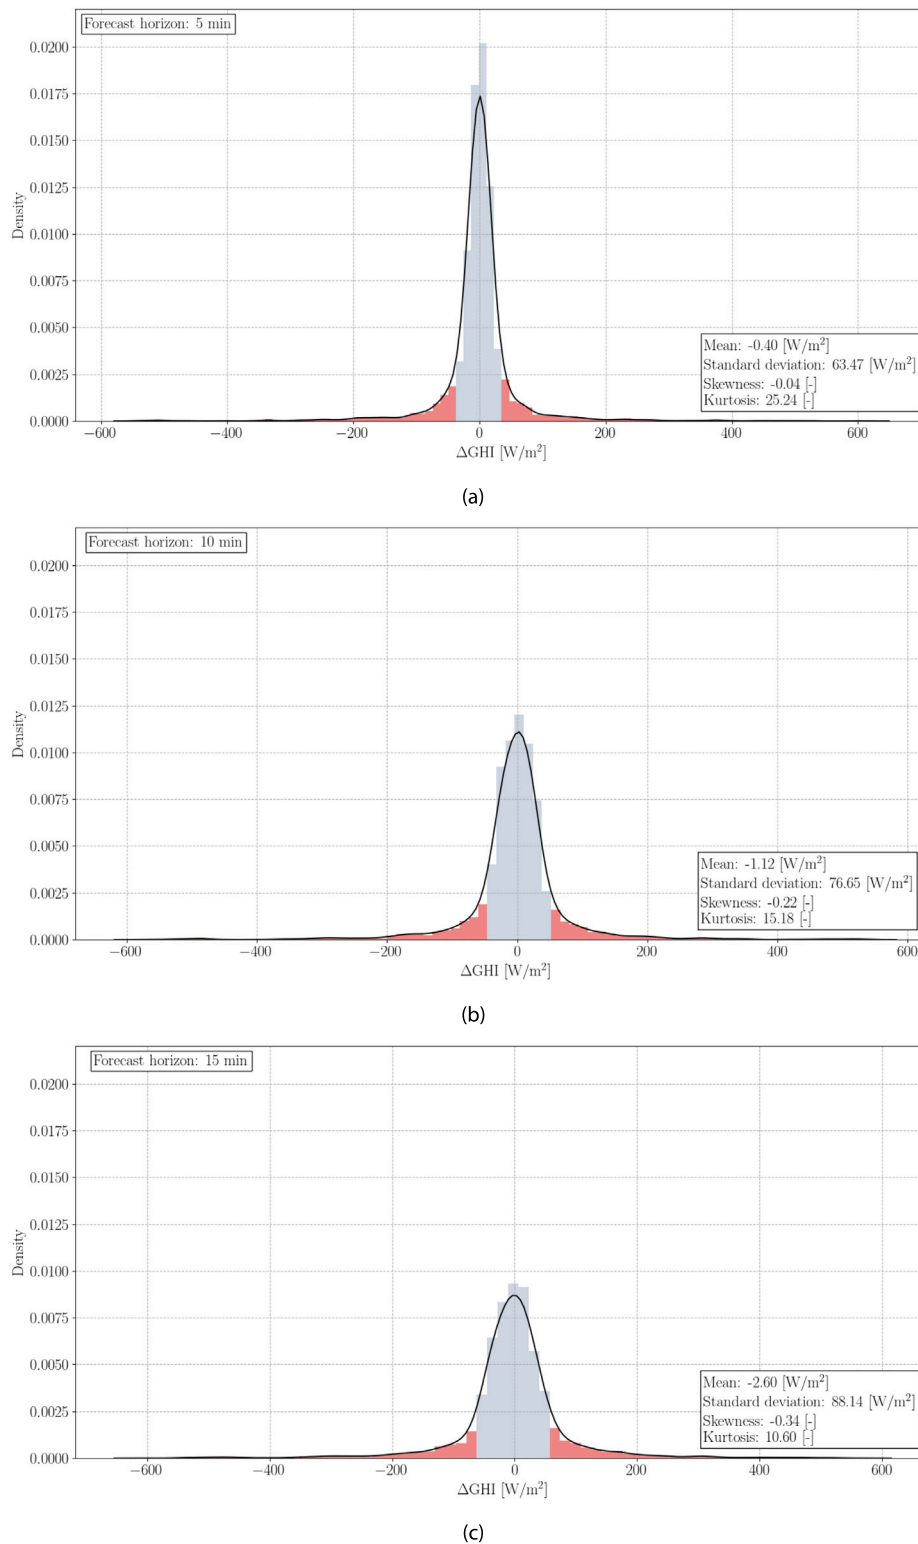 Forecast horizon: 5 min
0.0200
0.0175
0.0150
0.0125
0.0100
0.0075
0.0050
0.0025
0.0000
Density
Mean: -0.40 [W/m²]
Standard deviation: 63.47 [W/m²]
Skewness: -0.04 [-]
Kurtosis: 25.24 [-]
−600 −400 −200 0 200 400 600
ΔGHI [W/m²]
(a)
Forecast horizon: 10 min
0.0200
0.0175
0.0150
0.0125
0.0100
0.0075
0.0050
0.0025
0.0000
Density
Mean: -1.12 [W/m²]
Standard deviation: 76.65 [W/m²]
Skewness: -0.22 [-]
Kurtosis: 15.18 [-]
−600 −400 −200 0 200 400 600
ΔGHI [W/m²]
(b)
Forecast horizon: 15 min
0.0200
0.0175
0.0150
0.0125
0.0100
0.0075
0.0050
0.0025
0.0000
Density
Mean: -2.60 [W/m²]
Standard deviation: 88.14 [W/m²]
Skewness: -0.34 [-]
Kurtosis: 10.60 [-]
−600 −400 −200 0 200 400 600
ΔGHI [W/m²]
(c)